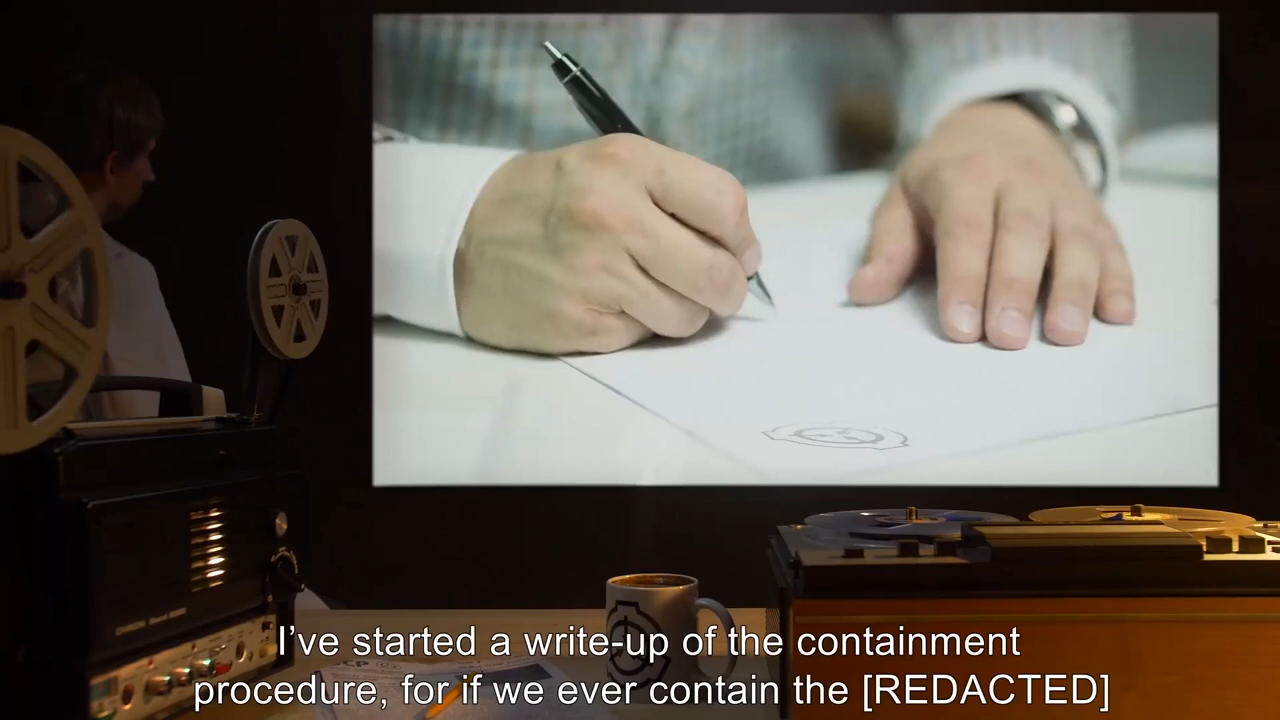 I've started a write-up of the containment
procedure, for if we ever contain the [REDACTED]